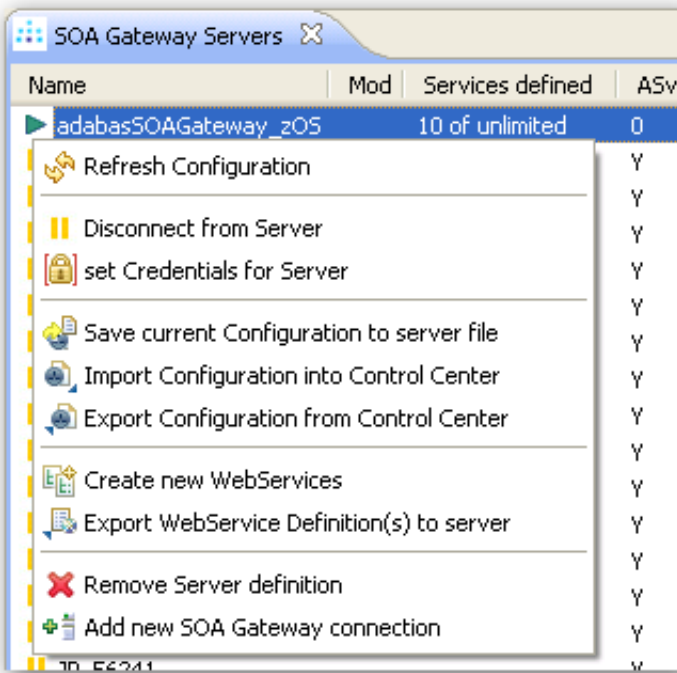 SOA Gateway Servers
Name Mod Services defined ASv
adabasSOAGateway_zOS 10 of unlimited 0
Refresh Configuration Y
Y
Disconnect from Server Y
set Credentials for Server Y
Y
Save current Configuration to server file Y
Import Configuration into Control Center Y
Export Configuration from Control Center Y
Y
Create new WebServices Y
Export WebService Definition(s) to server Y
Y
Remove Server definition Y
Add new SOA Gateway connection Y
Y